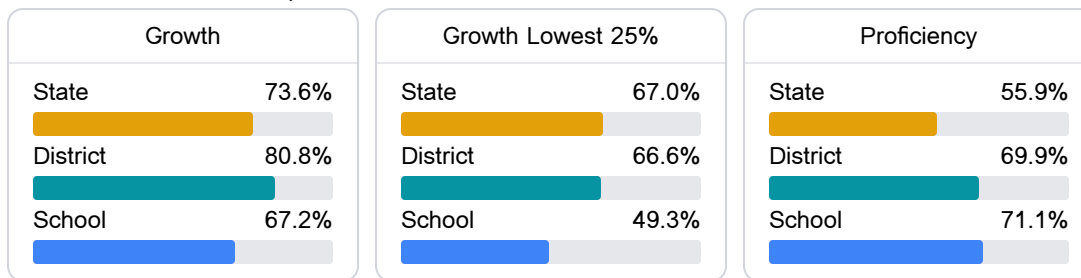 Growth
State 73.6%
District 80.8%
School 67.2%
Growth Lowest 25%
State 67.0%
District 66.6%
School 49.3%
Proficiency
State 55.9%
District 69.9%
School 71.1%